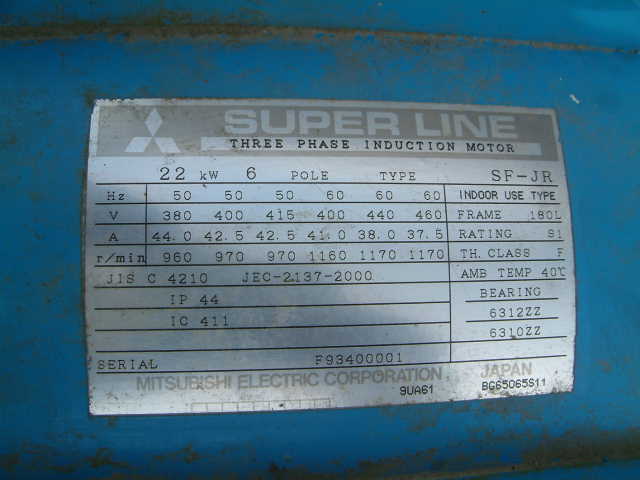 SUPER LINE
THREE PHASE INDUCTION MOTOR
22 kW 6 POLE TYPE SF-JR
Hz 50 50 50 60 60 60 INDOOR USE TYPE
V 380 400 415 400 440 460 FRAME 180L
A 44.0 42.5 42.5 41.0 38.0 37.5 RATING S1
r/min 960 970 970 1160 1170 1170 TH. CLASS F
JIS C 4210 JEC-2137-2000 AMB TEMP 40℃
IP 44 BEARING
IC 411 6312ZZ
6310ZZ
SERIAL F93400001
MITSUBISHI ELECTRIC CORPORATION JAPAN
9UA61 BG65065S11